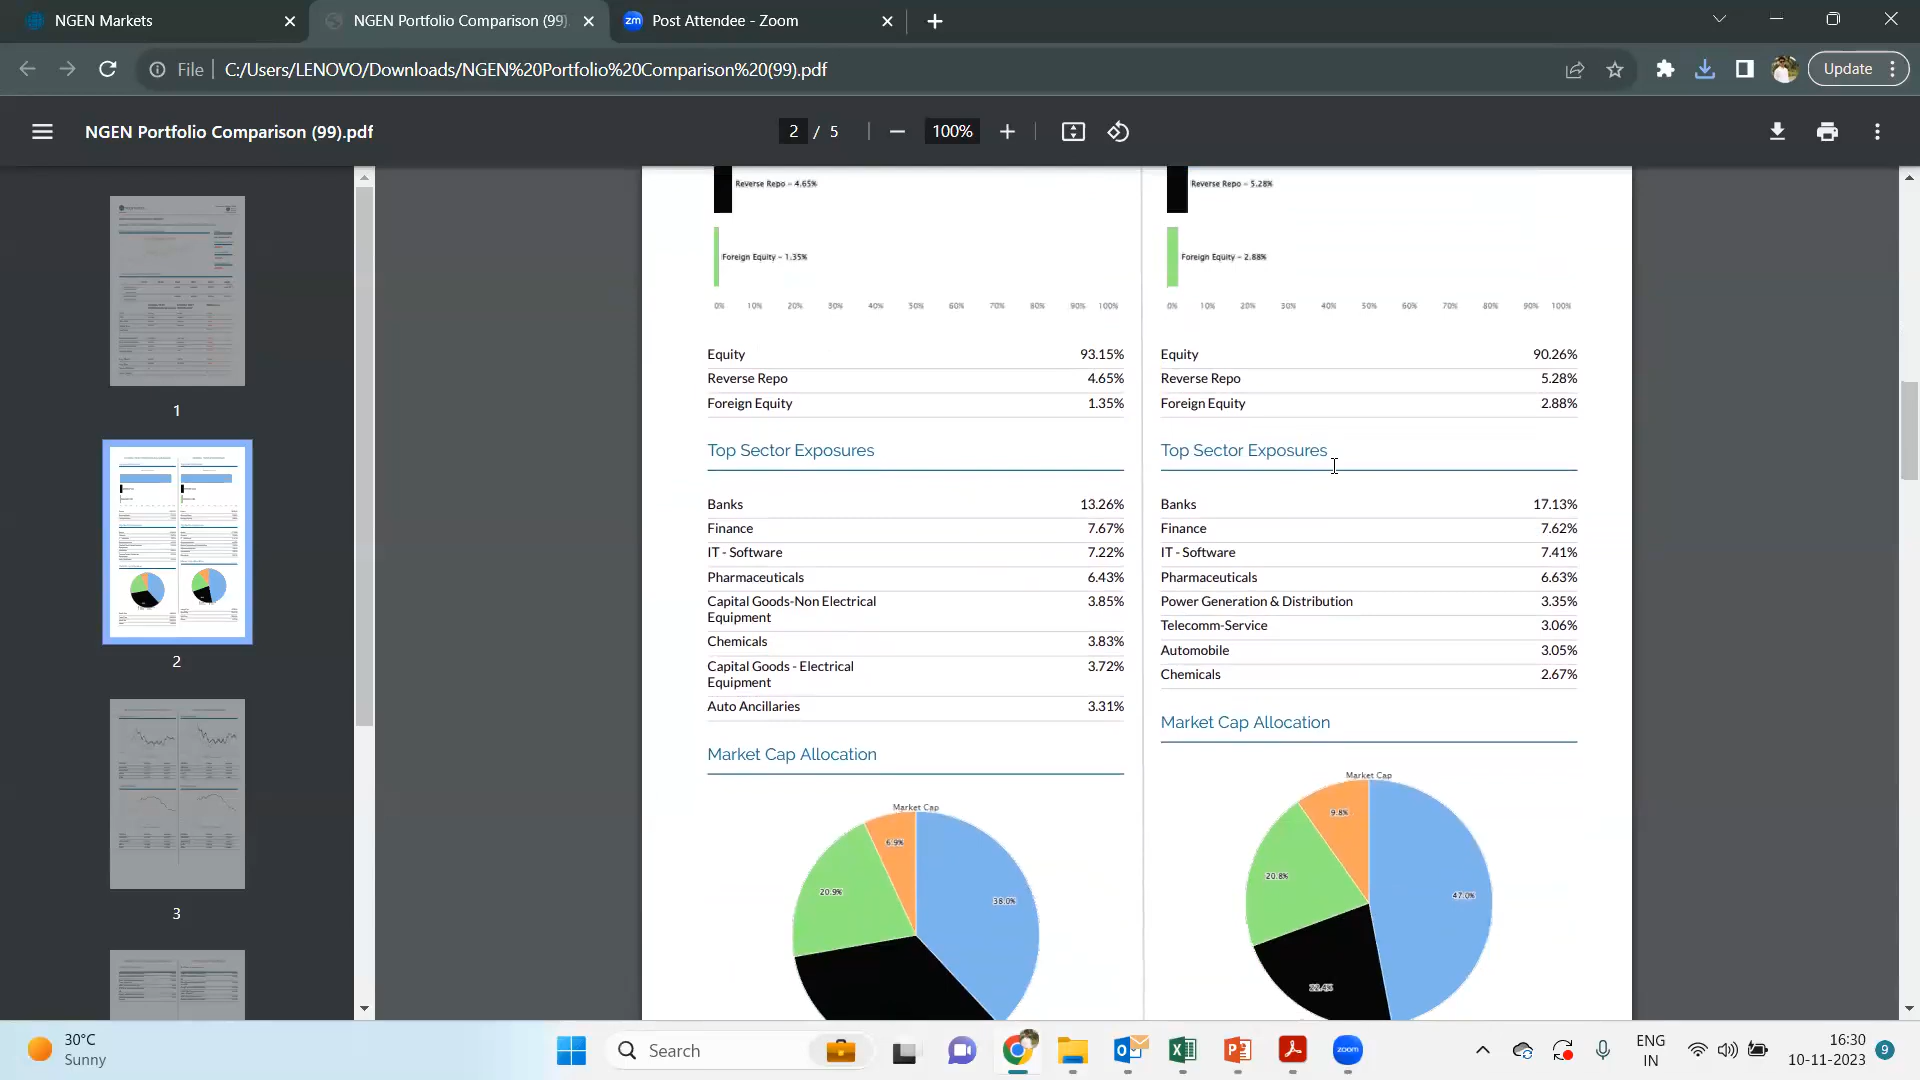 NGEN Markets
NGEN Portfolio Comparison (99)
zm Post Attendee - Zoom
File C:/Users/LENOVO/Downloads/NGEN%20Portfolio%20Comparison%20(99).pdf
Update
NGEN Portfolio Comparison (99).pdf
2 / 5
100%
1
2
3
Reverse Repo - 4.65%
Foreign Equity - 1.35%
0% 10% 20% 30% 40% 50% 60% 70% 80% 90% 100%
Equity 93.15%
Reverse Repo 4.65%
Foreign Equity 1.35%
Top Sector Exposures
Banks 13.26%
Finance 7.67%
IT - Software 7.22%
Pharmaceuticals 6.43%
Capital Goods-Non Electrical 3.85%
Equipment
Chemicals 3.83%
Capital Goods - Electrical 3.72%
Equipment
Auto Ancillaries 3.31%
Market Cap Allocation
Market Cap
6.9%
20.9%
38.0%
Reverse Repo - 5.28%
Foreign Equity - 2.88%
0% 10% 20% 30% 40% 50% 60% 70% 80% 90% 100%
Equity 90.26%
Reverse Repo 5.28%
Foreign Equity 2.88%
Top Sector Exposures
Banks 17.13%
Finance 7.62%
IT - Software 7.41%
Pharmaceuticals 6.63%
Power Generation & Distribution 3.35%
Telecomm-Service 3.06%
Automobile 3.05%
Chemicals 2.67%
Market Cap Allocation
Market Cap
9.8%
20.8%
47.0%
22.4%
30°C
Sunny
Search
zoom
ENG
IN
16:30
10-11-2023
9